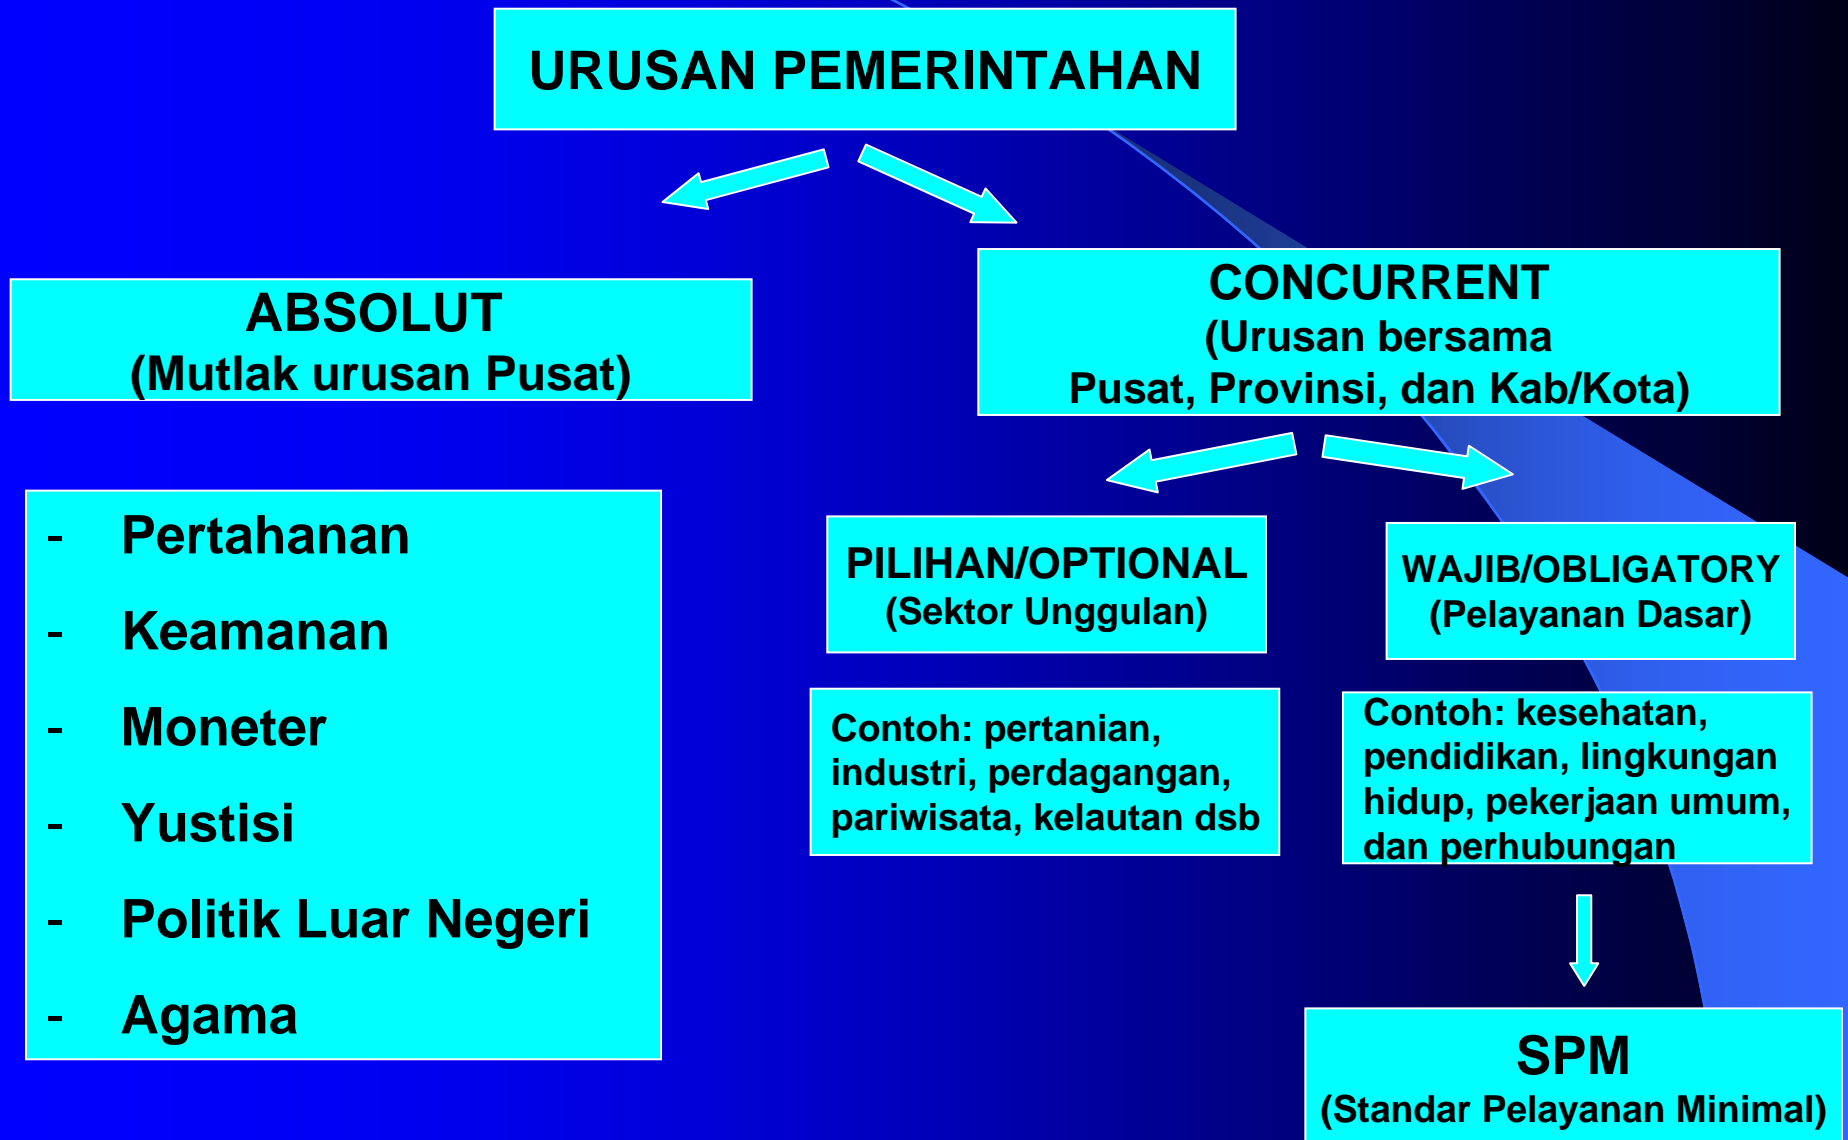 URUSAN PEMERINTAHAN
ABSOLUT
(Mutlak urusan Pusat)
CONCURRENT
(Urusan bersama
Pusat, Provinsi, dan Kab/Kota)
- Pertahanan
- Keamanan
- Moneter
- Yustisi
- Politik Luar Negeri
- Agama
PILIHAN/OPTIONAL
(Sektor Unggulan)
WAJIB/OBLIGATORY
(Pelayanan Dasar)
Contoh: pertanian,
industri, perdagangan,
pariwisata, kelautan dsb
Contoh: kesehatan,
pendidikan, lingkungan
hidup, pekerjaan umum,
dan perhubungan
SPM
(Standar Pelayanan Minimal)